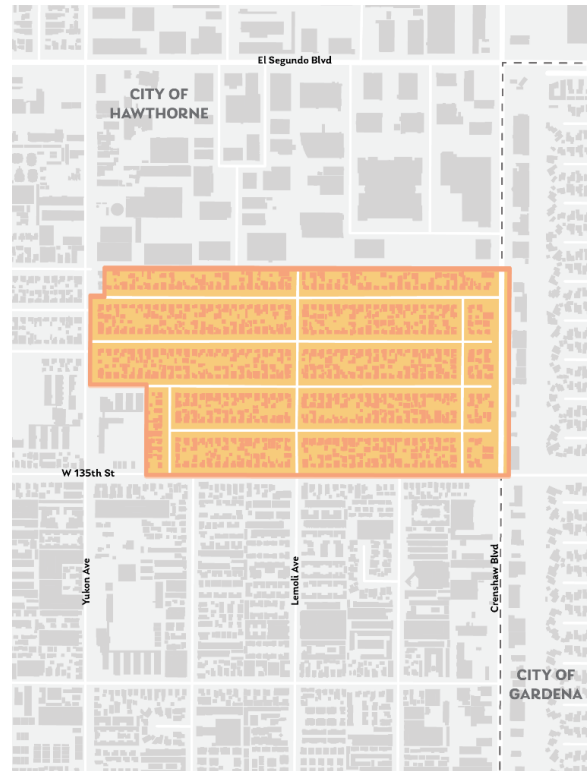 El Segundo Blvd
CITY OF
HAWTHORNE
W 135th St
Yukon Ave
Lemoli Ave
Crenshaw Blvd
CITY OF
GARDENA